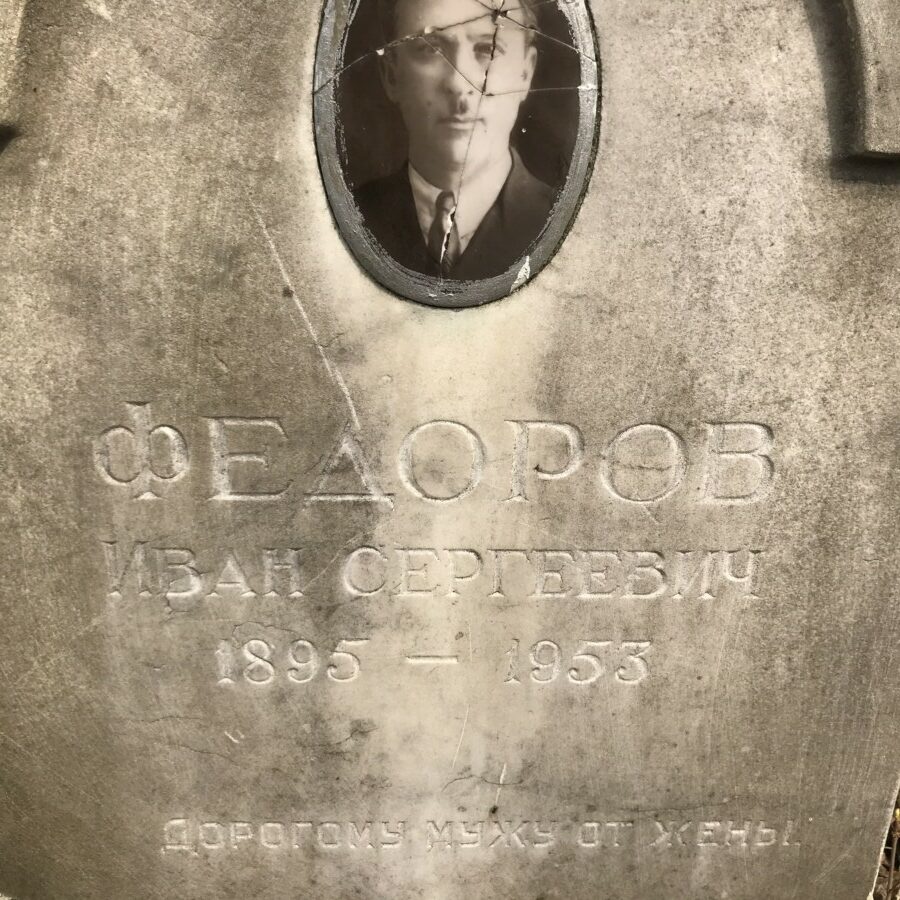 ФЕДОРОВ
ИВАН СЕРГЕЕВИЧ
1895 — 1953
ДОРОГОМУ МУЖУ ОТ ЖЕНЫ